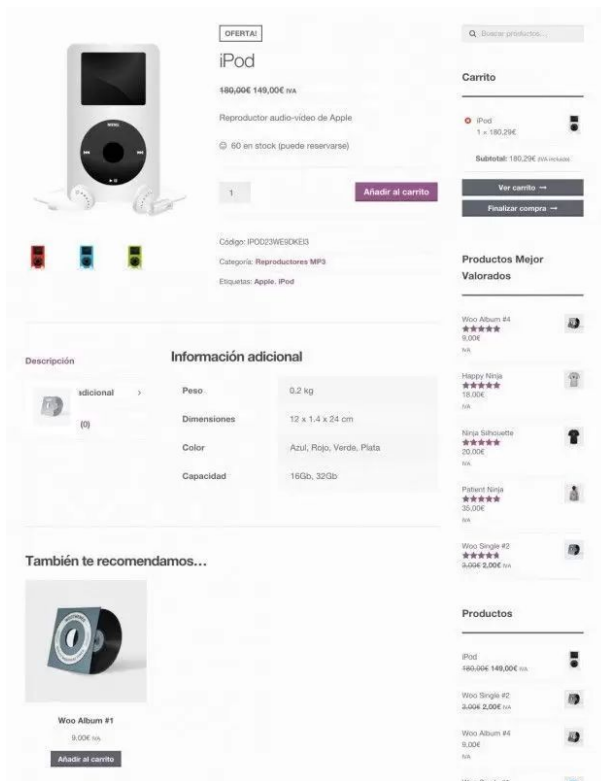 OFERTA!
iPod
180,00€ 149,00€ IVA
Reproductor audio-video de Apple
60 en stock (puede reservarse)
1
Añadir al carrito
Código: IPOD23WE9DKEI3
Categoría: Reproductores MP3
Etiquetas: Apple, iPod
Descripción
adicional
(0)
Información adicional
Peso 0.2 kg
Dimensiones 12 x 1.4 x 24 cm
Color Azul, Rojo, Verde, Plata
Capacidad 16Gb, 32Gb
También te recomendamos…
Woo Album #1
9,00€ IVA
Añadir al carrito
Buscar productos…
Carrito
iPod
1 × 180,29€
Subtotal: 180,29€
Ver carrito →
Finalizar compra →
Productos Mejor
Valorados
Woo Album #4
9,00€
IVA
Happy Ninja
18,00€
IVA
Ninja Silhouette
20,00€
IVA
Patient Ninja
35,00€
IVA
Woo Single #2
3,00€ 2,00€ IVA
Productos
iPod
180,00€ 149,00€ IVA
Woo Single #2
3,00€ 2,00€ IVA
Woo Album #4
9,00€
IVA